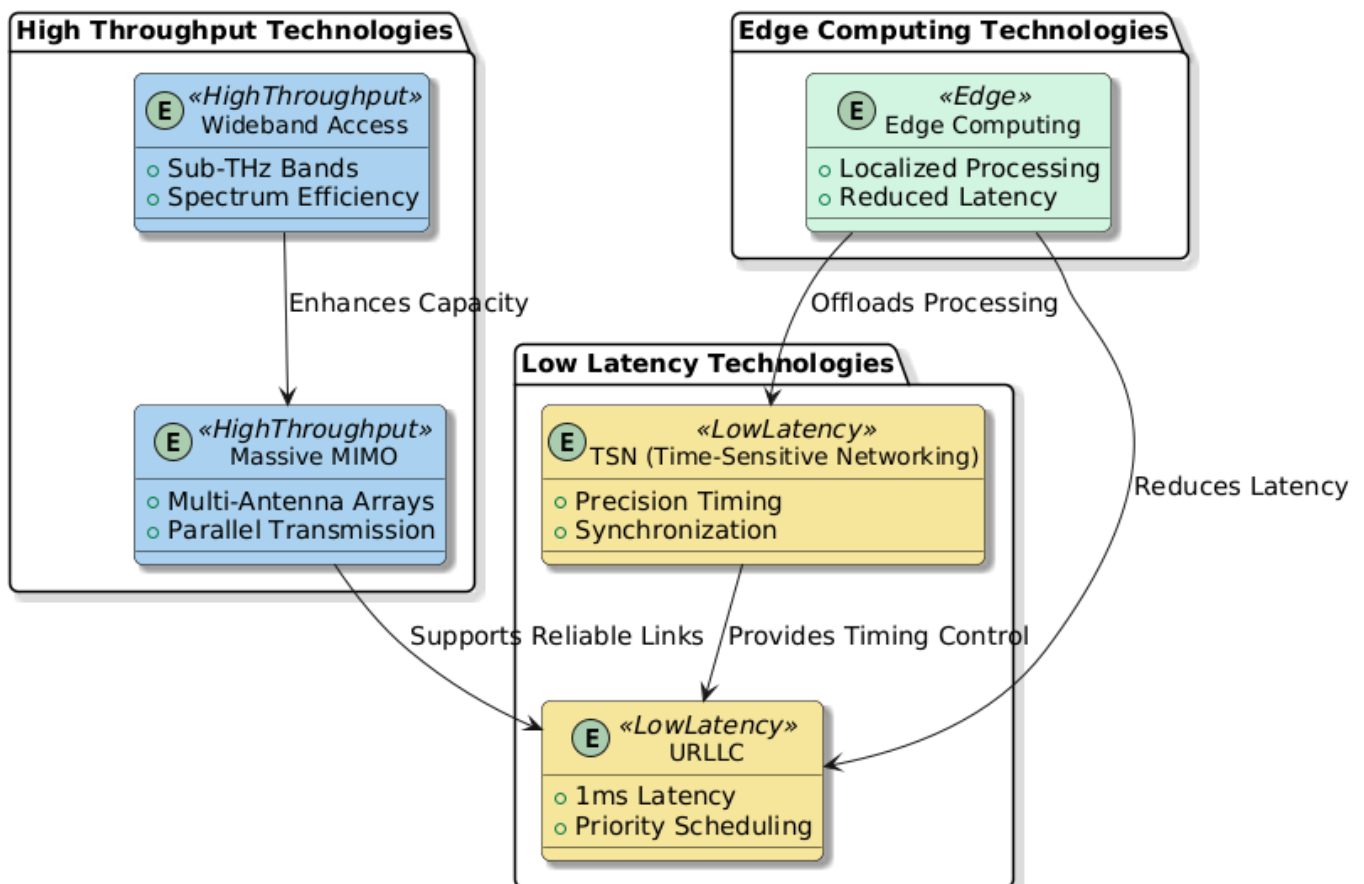 High Throughput Technologies
Edge Computing Technologies
E
«HighThroughput»
Wideband Access
Sub-THz Bands
Spectrum Efficiency
E
«Edge»
Edge Computing
Localized Processing
Reduced Latency
Enhances Capacity
Offloads Processing
Low Latency Technologies
E
«HighThroughput»
Massive MIMO
Multi-Antenna Arrays
Parallel Transmission
E
«LowLatency»
TSN (Time-Sensitive Networking)
Precision Timing
Synchronization
Reduces Latency
Supports Reliable Links
Provides Timing Control
E
«LowLatency»
URLLC
1ms Latency
Priority Scheduling